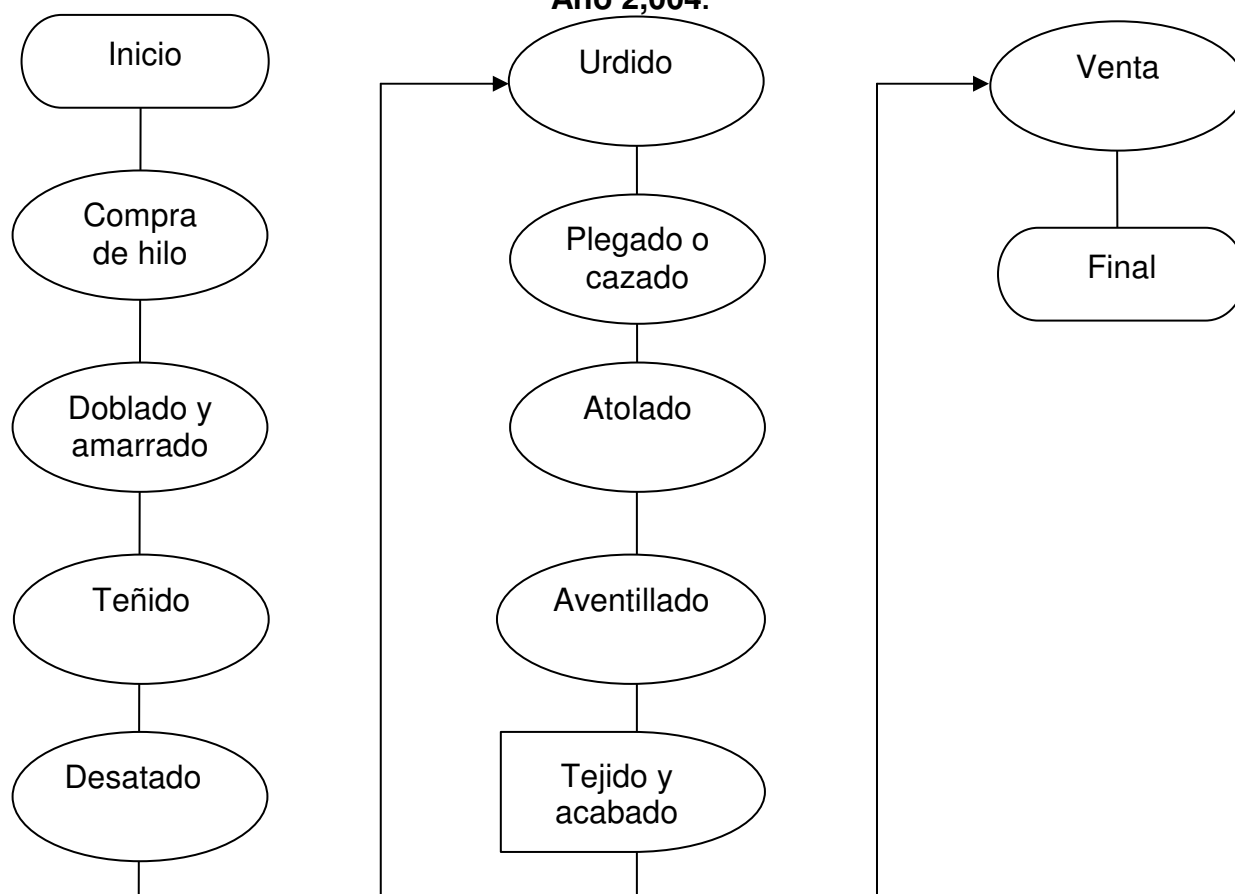 Año 2,004.
Inicio
Compra
de hilo
Doblado y
amarrado
Teñido
Desatado
Urdido
Plegado o
cazado
Atolado
Aventillado
Tejido y
acabado
Venta
Final